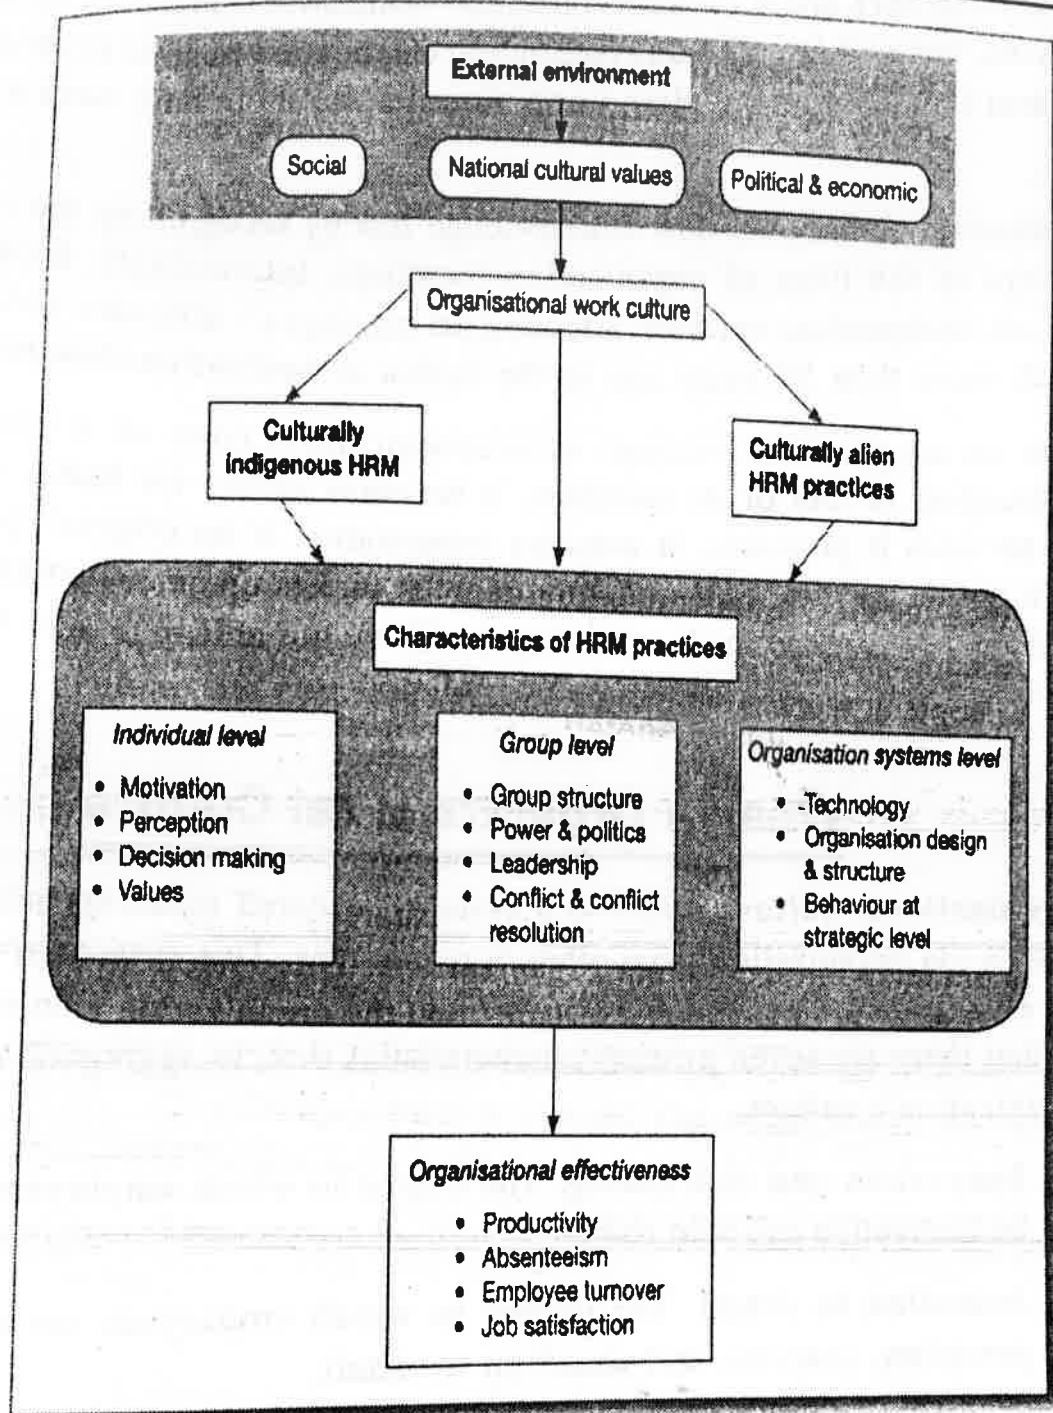 External environment
Social
National cultural values
Political & economic
Organisational work culture
Culturally
indigenous HRM
Culturally alien
HRM practices
Characteristics of HRM practices
Individual level
• Motivation
• Perception
• Decision making
• Values
Group level
• Group structure
• Power & politics
• Leadership
• Conflict & conflict
resolution
Organisation systems level
• Technology
• Organisation design
& structure
• Behaviour at
strategic level
Organisational effectiveness
• Productivity
• Absenteeism
• Employee turnover
• Job satisfaction